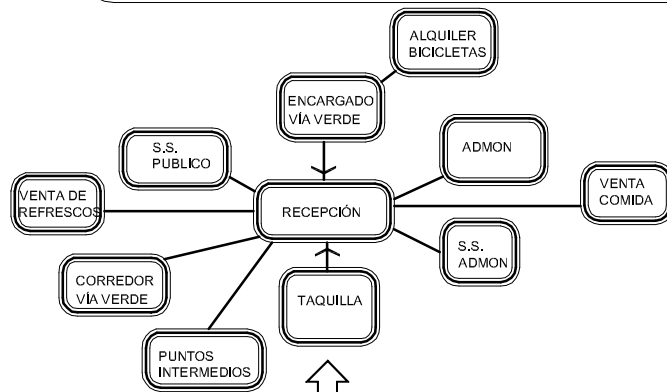 ALQUILER
BICICLETAS
ENCARGADO
VÍA VERDE
S.S.
PUBLICO
ADMON
VENTA DE
REFRESCOS
RECEPCIÓN
VENTA
COMIDA
S.S.
ADMON
CORREDOR
VÍA VERDE
TAQUILLA
PUNTOS
INTERMEDIOS